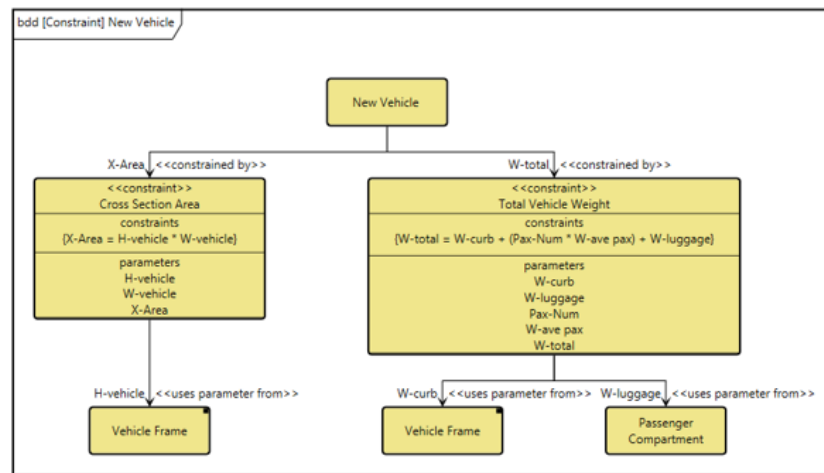 bdd [Constraint] New Vehicle
New Vehicle
X-Area <<constrained by>>
W-total <<constrained by>>
<<constraint>>
Cross Section Area
constraints
{X-Area = H-vehicle * W-vehicle}
parameters
H-vehicle
W-vehicle
X-Area
<<constraint>>
Total Vehicle Weight
constraints
{W-total = W-curb + (Pax-Num * W-ave pax) + W-luggage}
parameters
W-curb
W-luggage
Pax-Num
W-ave pax
W-total
H-vehicle <<uses parameter from>>
W-curb <<uses parameter from>>
W-luggage <<uses parameter from>>
Vehicle Frame
Vehicle Frame
Passenger
Compartment